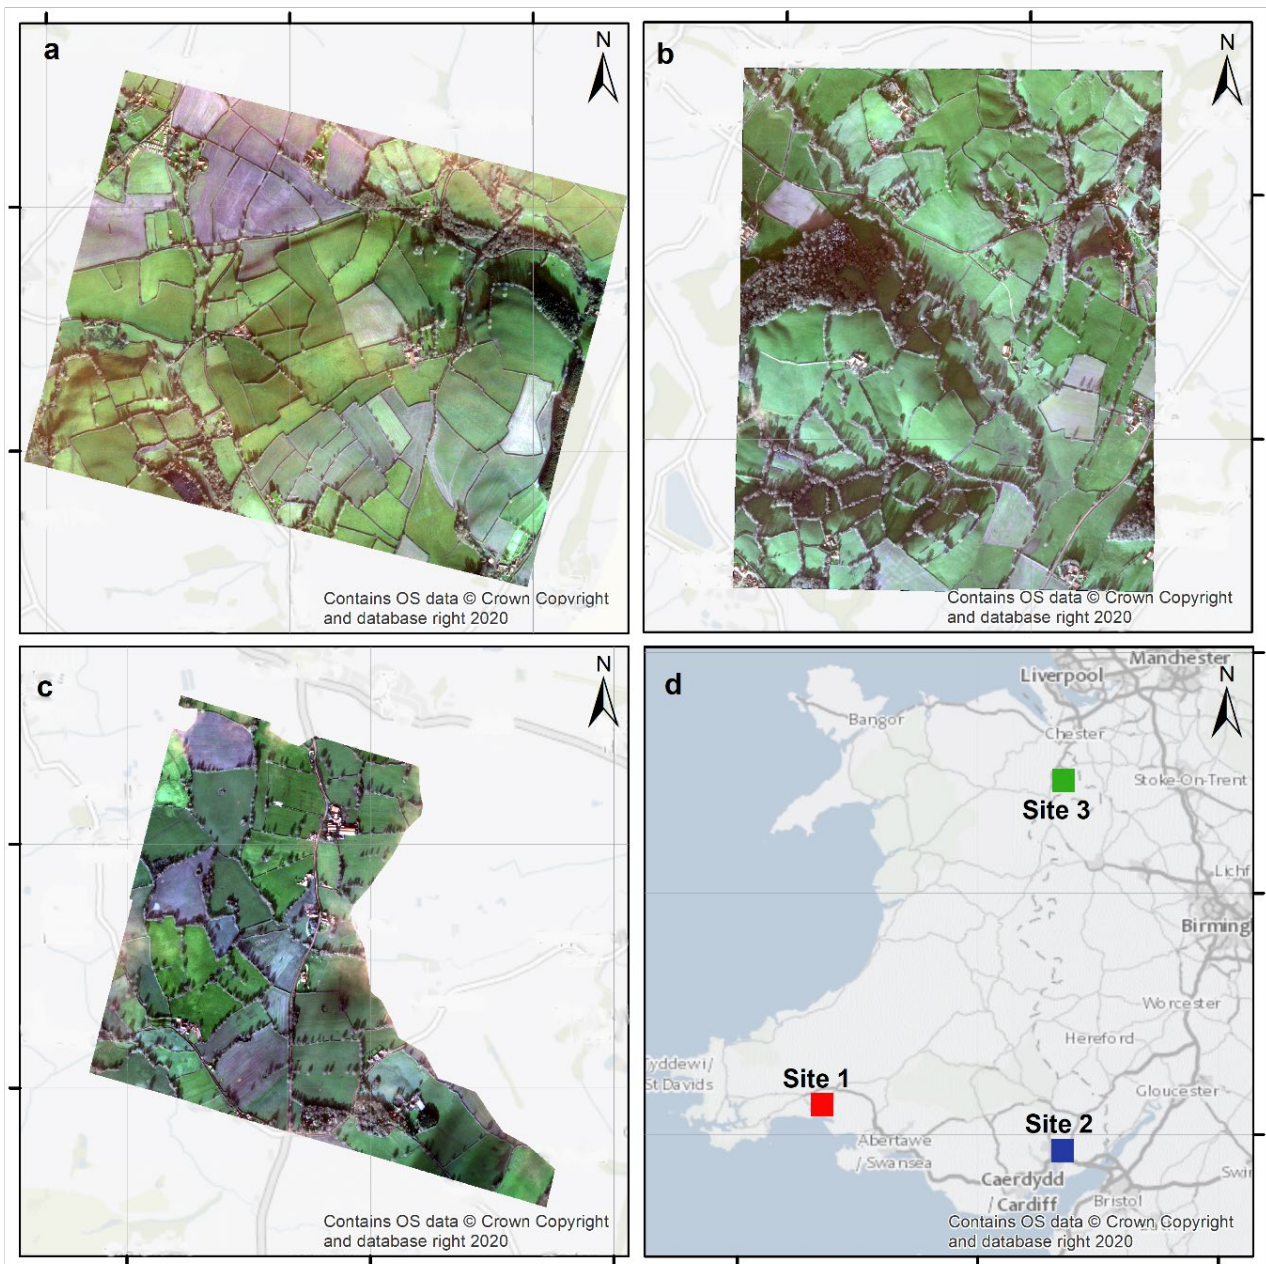 a
N
Contains OS data © Crown Copyright
and database right 2020
b
N
Contains OS data © Crown Copyright
and database right 2020
c
N
Contains OS data © Crown Copyright
and database right 2020
d
N
Manchester
Liverpool
Bangor
Chester
Stoke-On-Trent
Site 3
Lichf
Birming
Worcester
Hereford
yddewi/
St Davids
Site 1
Gloucester
Site 2
Abertawe
/ Swansea
Caerdydd
/ Cardiff
Bristol
Swi
Contains OS data © Crown Copyright
and database right 2020